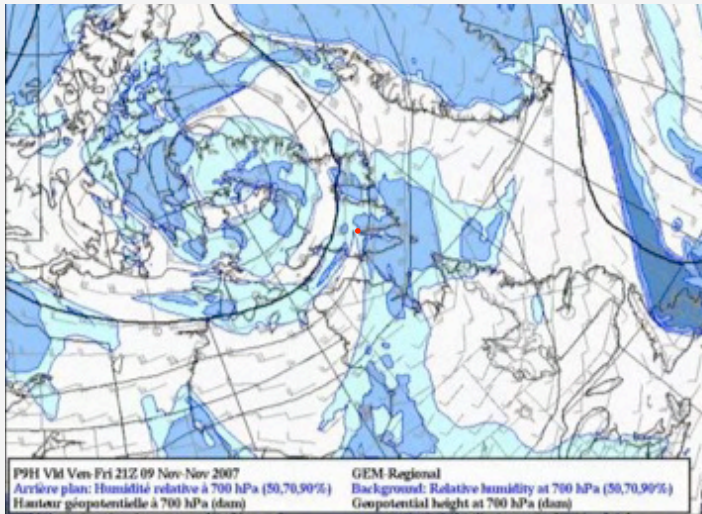 P9H Vld Ven-Fri 21Z 09 Nov-Nov 2007
GEM-Regional
Arrière plan: Humidité relative à 700 hPa (50,70,90%)
Background: Relative humidity at 700 hPa (50,70,90%)
Hauteur géopotentielle à 700 hPa (dam)
Geopotential height at 700 hPa (dam)